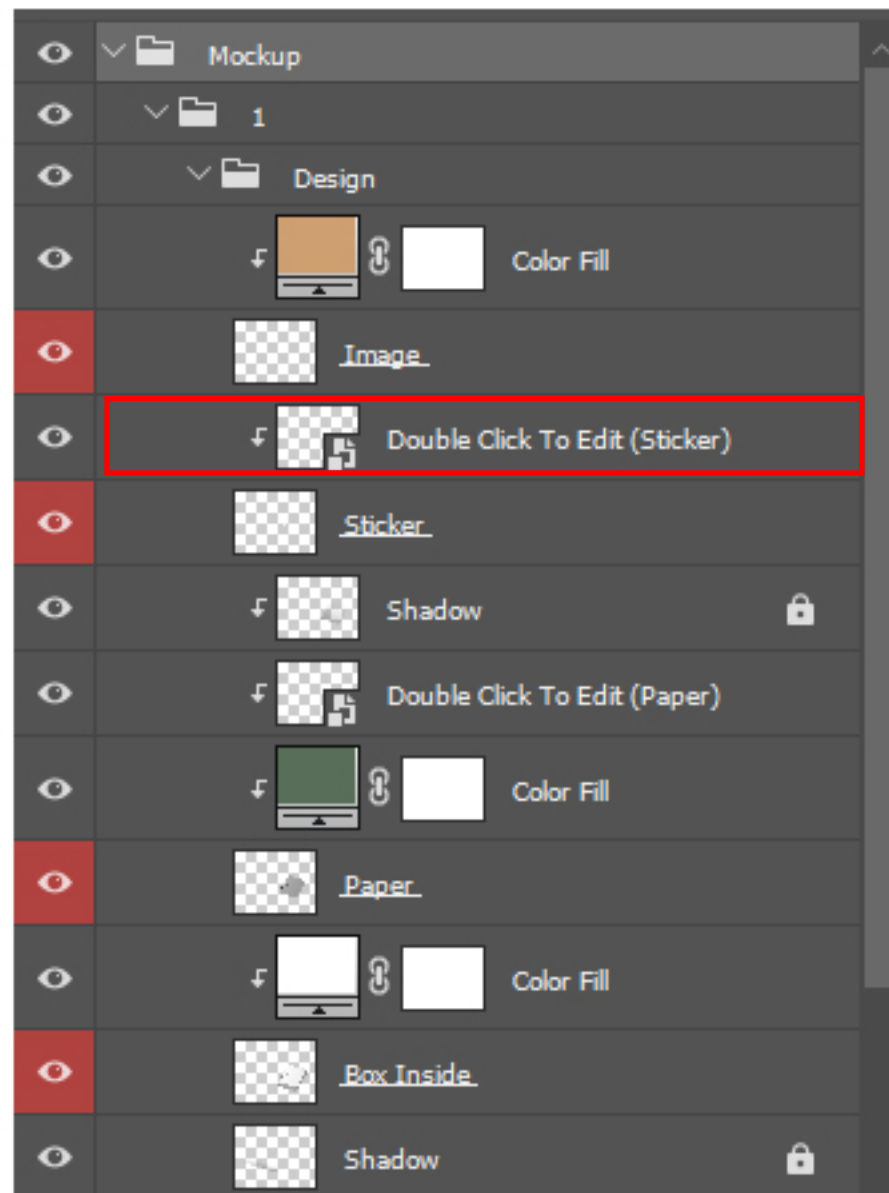 Mockup
1
Design
Color Fill
Image
Double Click To Edit (Sticker)
Sticker
Shadow
Double Click To Edit (Paper)
Color Fill
Paper
Color Fill
Box Inside
Shadow